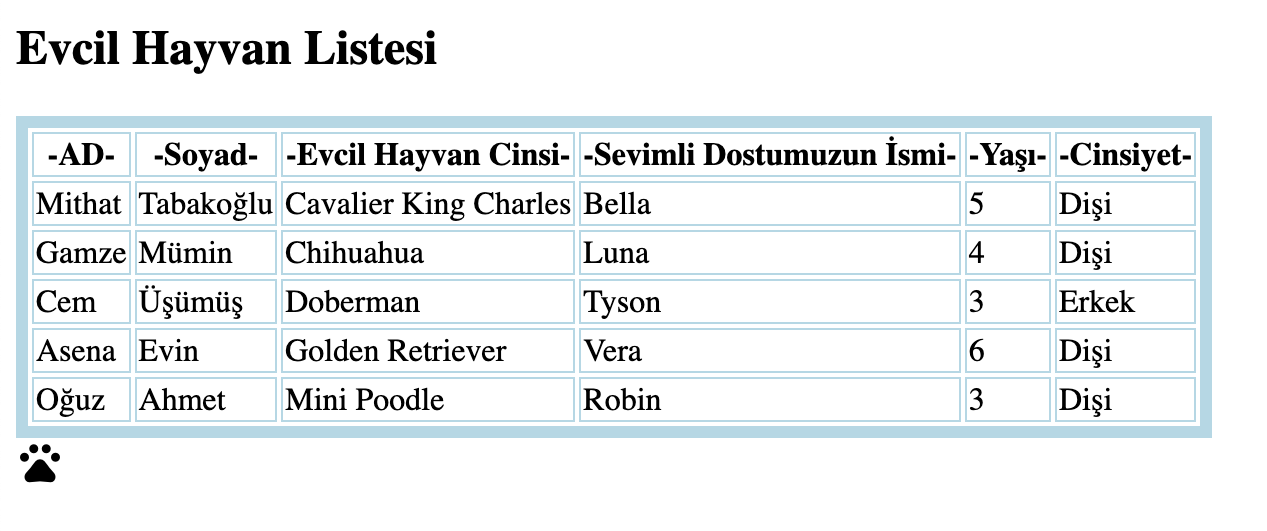 Evcil Hayvan Listesi
-AD- -Soyad- -Evcil Hayvan Cinsi- -Sevimli Dostumuzun İsmi- -Yaşı- -Cinsiyet-
Mithat Tabakoğlu Cavalier King Charles Bella 5 Dişi
Gamze Mümin Chihuahua Luna 4 Dişi
Cem Üşümüş Doberman Tyson 3 Erkek
Asena Evin Golden Retriever Vera 6 Dişi
Oğuz Ahmet Mini Poodle Robin 3 Dişi